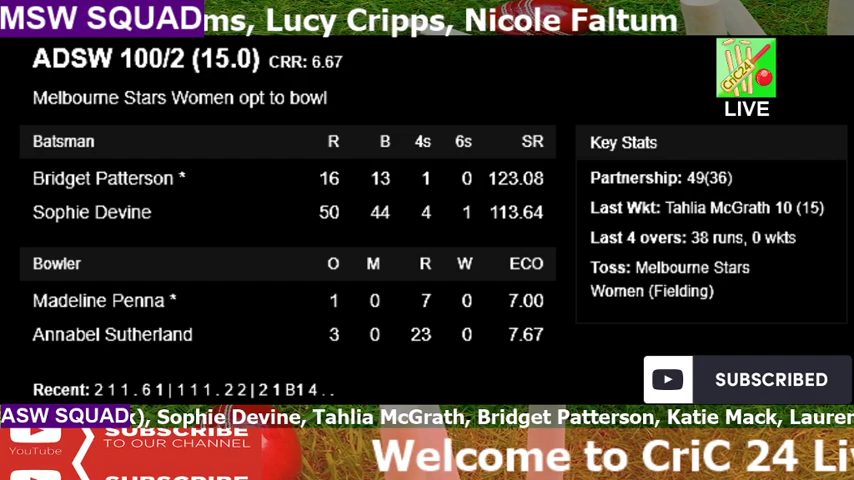 MSW SQUAD ms, Lucy Cripps, Nicole Faltum
ADSW 100/2 (15.0) CRR: 6.67
Melbourne Stars Women opt to bowl
CriC24
LIVE
Batsman R B 4s 6s SR
Bridget Patterson * 16 13 1 0 123.08
Sophie Devine 50 44 4 1 113.64
Bowler O M R W ECO
Madeline Penna * 1 0 7 0 7.00
Annabel Sutherland 3 0 23 0 7.67
Recent: 2 1 1 . 6 1 | 1 1 1 . 2 2 | 2 1 B1 4 . .
Key Stats
Partnership: 49(36)
Last Wkt: Tahlia McGrath 10 (15)
Last 4 overs: 38 runs, 0 wkts
Toss: Melbourne Stars
Women (Fielding)
SUBSCRIBED
ASW SQUAD k), Sophie Devine, Tahlia McGrath, Bridget Patterson, Katie Mack, Lauren
YouTube
SUBSCRIBE
TO OUR CHANNEL
SUBSCRIBE
Welcome to CriC 24 Li